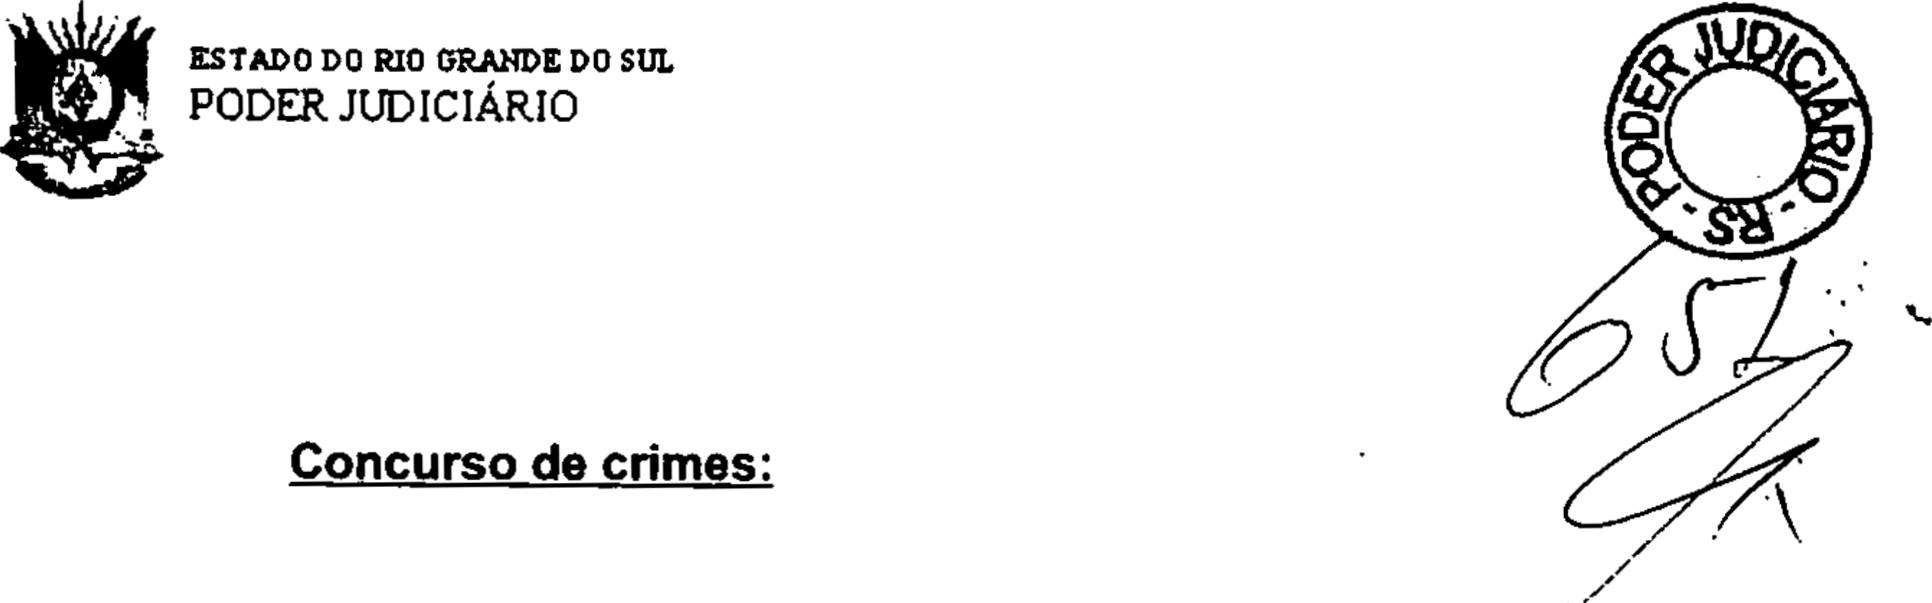 ESTADO DO RIO GRANDE DO SUL
PODER JUDICIÁRIO
PODER JUDICIÁRIO - RS -
Concurso de crimes: